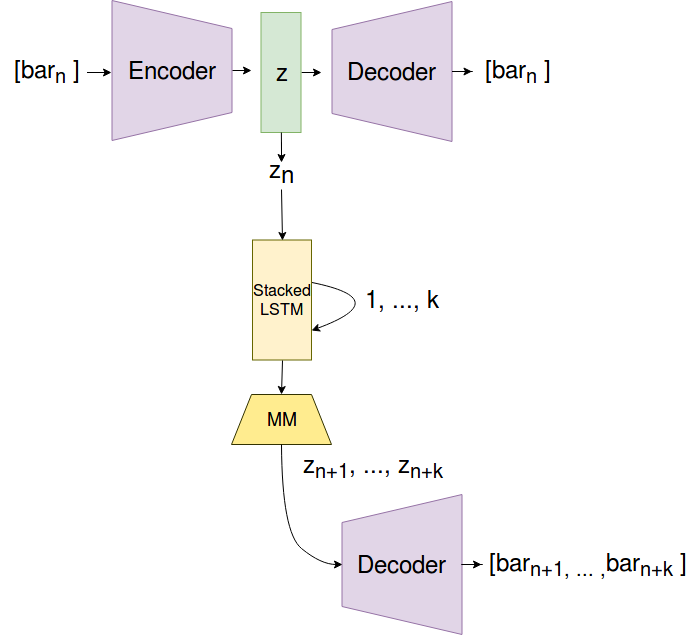 [bar_n ]
Encoder
z
Decoder
[bar_n ]
z_n
Stacked
LSTM
1, ..., k
MM
z_{n+1}, ..., z_{n+k}
Decoder
[bar_{n+1, ... ,}bar_{n+k} ]